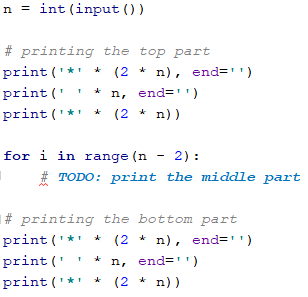 n = int(input())
# printing the top part
print('*' * (2 * n), end='')
print(' ' * n, end='')
print('*' * (2 * n))
for i in range(n - 2):
# TODO: print the middle part
# printing the bottom part
print('*' * (2 * n), end='')
print(' ' * n, end='')
print('*' * (2 * n))